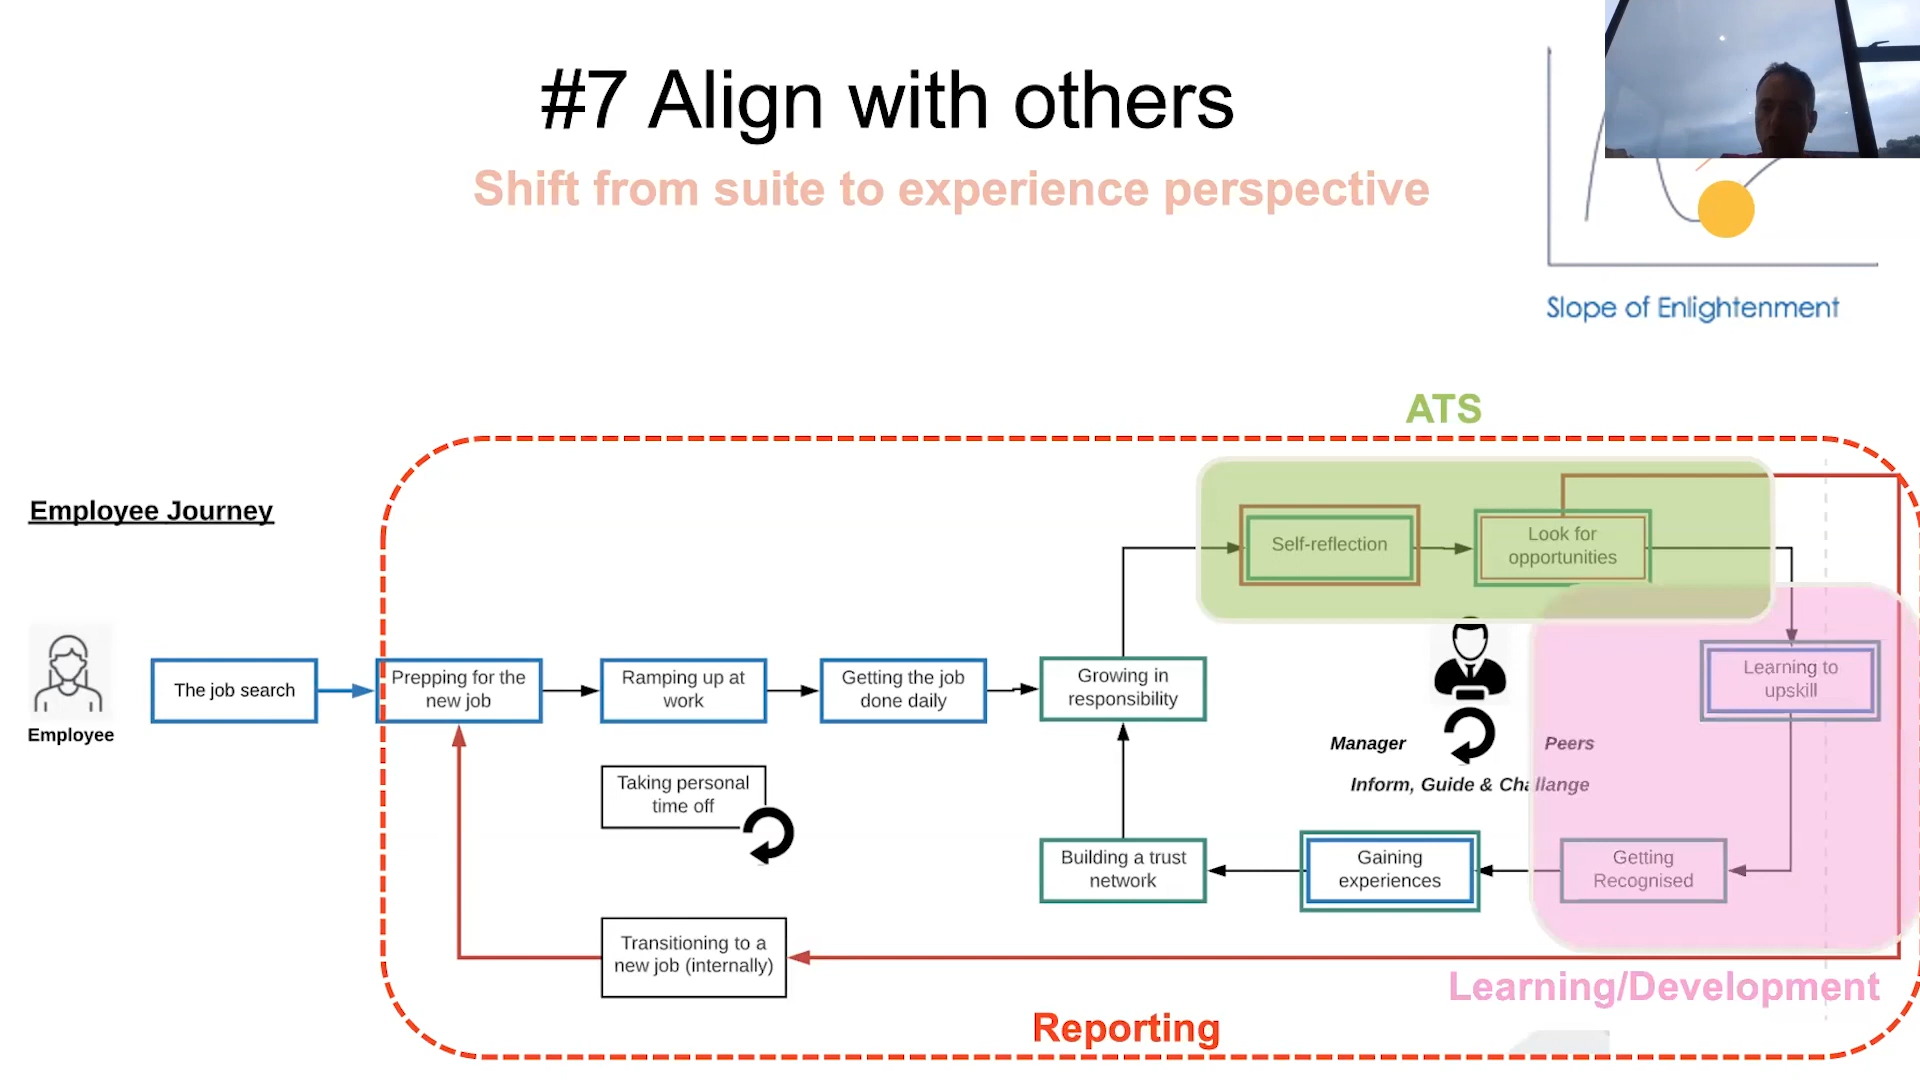 #7 Align with others
Shift from suite to experience perspective
Slope of Enlightenment
ATS
Employee Journey
Self-reflection
Look for
opportunities
Employee
The job search
Prepping for the
new job
Ramping up at
work
Getting the job
done daily
Growing in
responsibility
Learning to
upskill
Manager
Peers
Inform, Guide & Challange
Taking personal
time off
Building a trust
network
Gaining
experiences
Getting
Recognised
Transitioning to a
new job (internally)
Learning/Development
Reporting